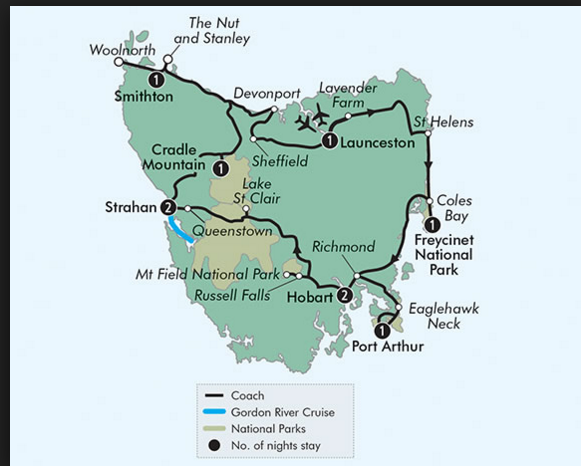 The Nut
and Stanley
Woolnorth
1
Smithton
Devonport
Lavender
Farm
St Helens
1
Launceston
Cradle
Mountain
1
Sheffield
Lake
St Clair
Strahan
2
Queenstown
Coles
Bay
1
Freycinet
National
Park
Richmond
Mt Field National Park
Russell Falls
Hobart
2
Eaglehawk
Neck
1
Port Arthur
Coach
Gordon River Cruise
National Parks
No. of nights stay